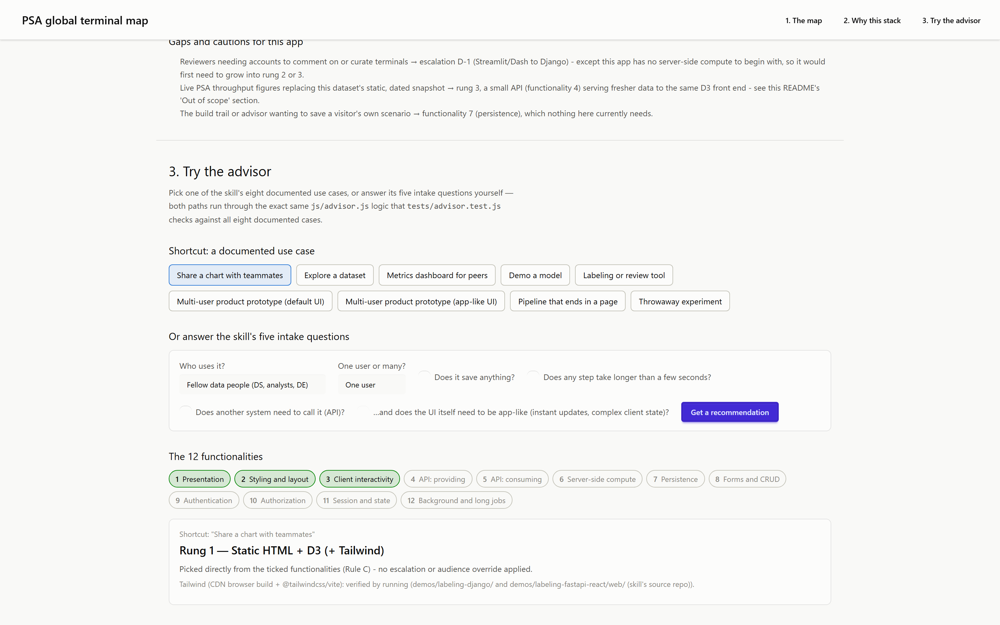 PSA global terminal map
1. The map
2. Why this stack
3. Try the advisor
Gaps and cautions for this app
Reviewers needing accounts to comment on or curate terminals → escalation D-1 (Streamlit/Dash to Django) - except this app has no server-side compute to begin with, so it would
first need to grow into rung 2 or 3.
Live PSA throughput figures replacing this dataset's static, dated snapshot → rung 3, a small API (functionality 4) serving fresher data to the same D3 front end - see this README's
'Out of scope' section.
The build trail or advisor wanting to save a visitor's own scenario → functionality 7 (persistence), which nothing here currently needs.
3. Try the advisor
Pick one of the skill's eight documented use cases, or answer its five intake questions yourself —
both paths run through the exact same js/advisor.js logic that tests/advisor.test.js
checks against all eight documented cases.
Shortcut: a documented use case
Share a chart with teammates
Explore a dataset
Metrics dashboard for peers
Demo a model
Labeling or review tool
Multi-user product prototype (default UI)
Multi-user product prototype (app-like UI)
Pipeline that ends in a page
Throwaway experiment
Or answer the skill's five intake questions
Who uses it?
Fellow data people (DS, analysts, DE)
One user or many?
One user
Does it save anything?
Does any step take longer than a few seconds?
Does another system need to call it (API)?
...and does the UI itself need to be app-like (instant updates, complex client state)?
Get a recommendation
The 12 functionalities
1 Presentation
2 Styling and layout
3 Client interactivity
4 API: providing
5 API: consuming
6 Server-side compute
7 Persistence
8 Forms and CRUD
9 Authentication
10 Authorization
11 Session and state
12 Background and long jobs
Shortcut: "Share a chart with teammates"
Rung 1 — Static HTML + D3 (+ Tailwind)
Picked directly from the ticked functionalities (Rule C) - no escalation or audience override applied.
Tailwind (CDN browser build + @tailwindcss/vite): verified by running (demos/labeling-django/ and demos/labeling-fastapi-react/web/ (skill's source repo)).